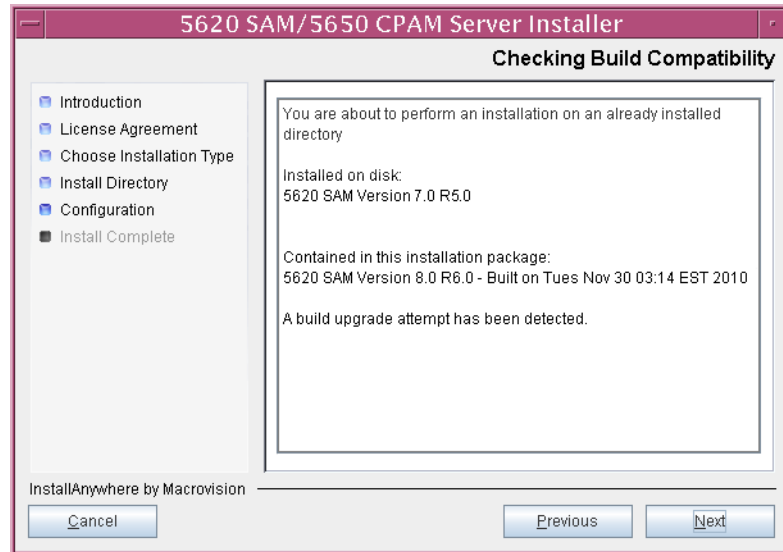 5620 SAM/5650 CPAM Server Installer
Checking Build Compatibility
Introduction
License Agreement
Choose Installation Type
Install Directory
Configuration
Install Complete
You are about to perform an installation on an already installed
directory
Installed on disk:
5620 SAM Version 7.0 R5.0
Contained in this installation package:
5620 SAM Version 8.0 R6.0 - Built on Tues Nov 30 03:14 EST 2010
A build upgrade attempt has been detected.
InstallAnywhere by Macrovision
Cancel
Previous
Next